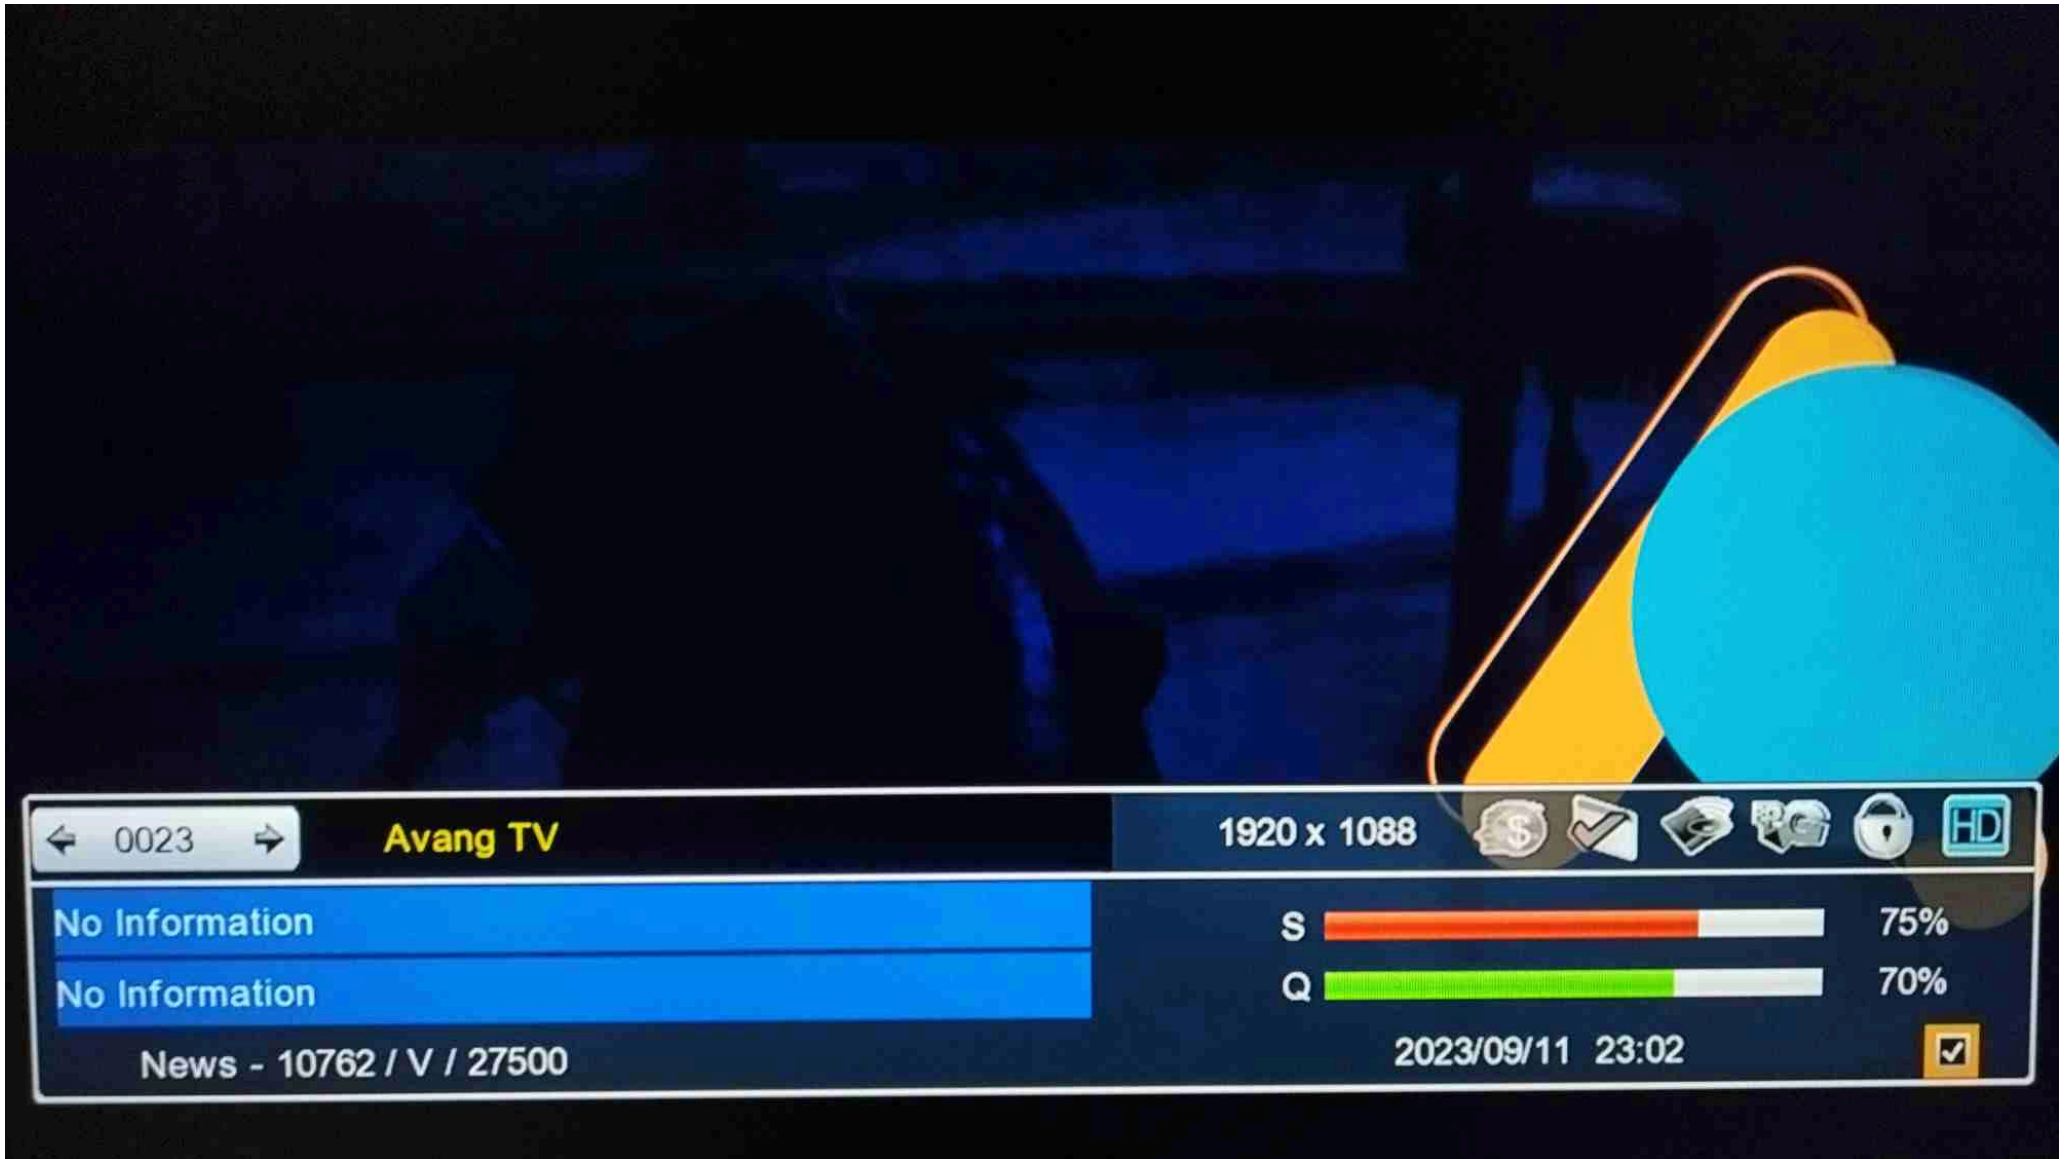 0023
Avang TV
1920 x 1088
$
HD
No Information
S 75%
No Information
Q 70%
News - 10762 / V / 27500
2023/09/11 23:02